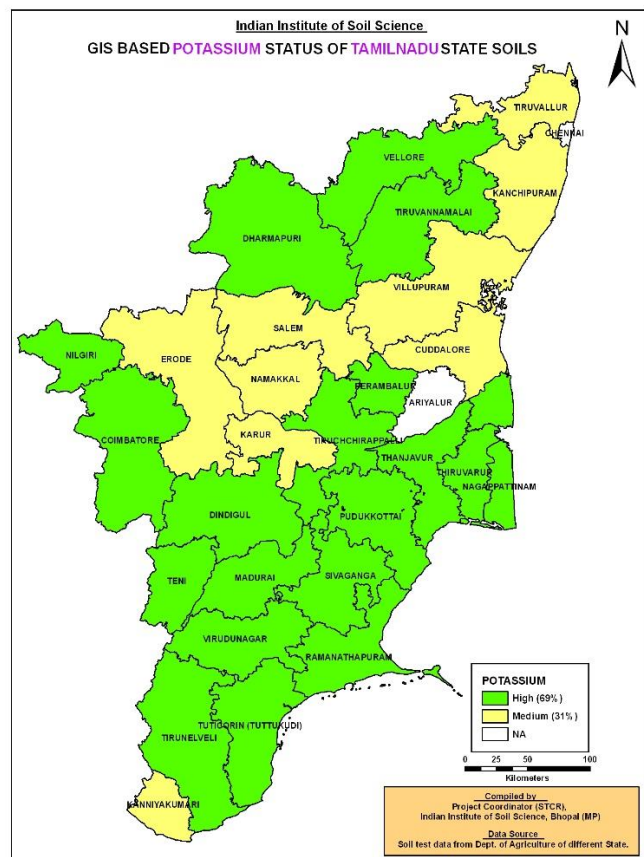 Indian Institute of Soil Science
GIS BASED POTASSIUM STATUS OF TAMILNADU STATE SOILS
N
TIRUVALLUR
CHENNAI
VELLORE
KANCHIPURAM
TIRUVANNAMALAI
DHARMAPURI
VILLUPURAM
SALEM
CUDDALORE
NILGIRI
ERODE
NAMAKKAL
PERAMBALUR
ARIYALUR
KARUR
COIMBATORE
TIRUCHCHIRAPPALLI
THANJAVUR
THIRUVARUR
NAGAPPATTINAM
DINDIGUL
PUDUKKOTTAI
TENI
MADURAI
SIVAGANGA
VIRUDUNAGAR
RAMANATHAPURAM
TUTICORIN (TUTTUKUDI)
TIRUNELVELI
KANNIYAKUMARI
POTASSIUM
High (69%)
Medium (31%)
NA
0 25 50 100
Kilometers
Compiled by
Project Coordinator (STCR),
Indian Institute of Soil Science, Bhopal (MP)
Data Source
Soil test data from Dept. of Agriculture of different State.